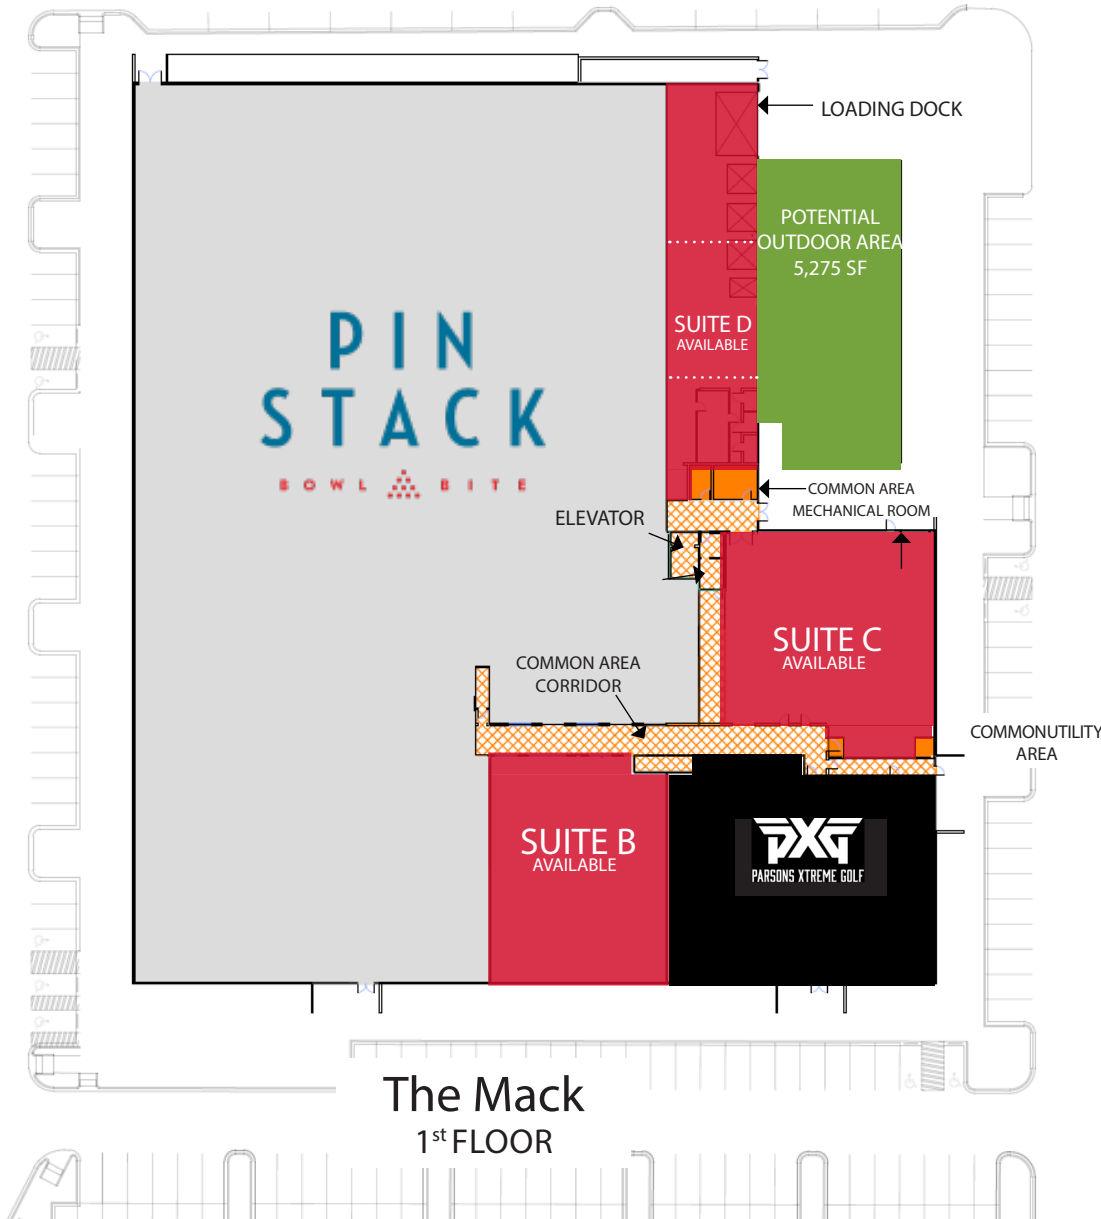 LOADING DOCK
POTENTIAL
OUTDOOR AREA
5,275 SF
PIN
STACK
BOWL BITE
SUITE D
AVAILABLE
COMMON AREA
MECHANICAL ROOM
ELEVATOR
SUITE C
AVAILABLE
COMMON AREA
CORRIDOR
COMMONUTILITY
AREA
SUITE B
AVAILABLE
PXG
PARSONS XTREME GOLF
The Mack
1st FLOOR